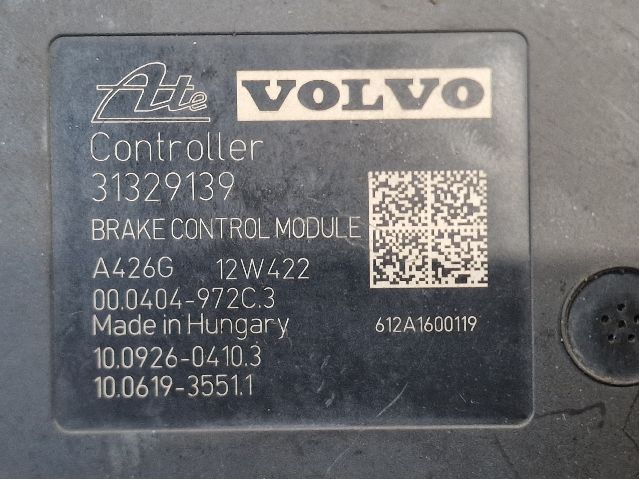 Ate VOLVO
Controller
31329139
BRAKE CONTROL MODULE
A426G 12W422
00.0404-972C.3
Made in Hungary
612A1600119
10.0926-0410.3
10.0619-3551.1